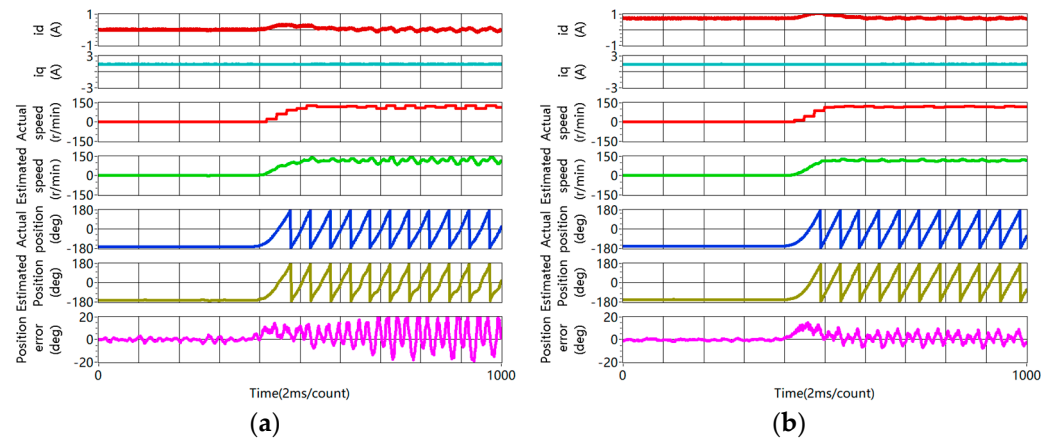 1
-1
id
(A)
3
-3
iq
(A)
150
0
-150
Actual
speed
(r/min)
150
0
-150
Estimated
speed
(r/min)
180
0
-180
Actual
position
(deg)
180
0
-180
Estimated
Position
(deg)
20
0
-20
Position
error
(deg)
0
1000
Time(2ms/count)
(a)
1
-1
id
(A)
3
-3
iq
(A)
150
0
-150
Actual
speed
(r/min)
150
0
-150
Estimated
speed
(r/min)
180
0
-180
Actual
position
(deg)
180
0
-180
Estimated
Position
(deg)
20
0
-20
Position
error
(deg)
0
1000
Time(2ms/count)
(b)